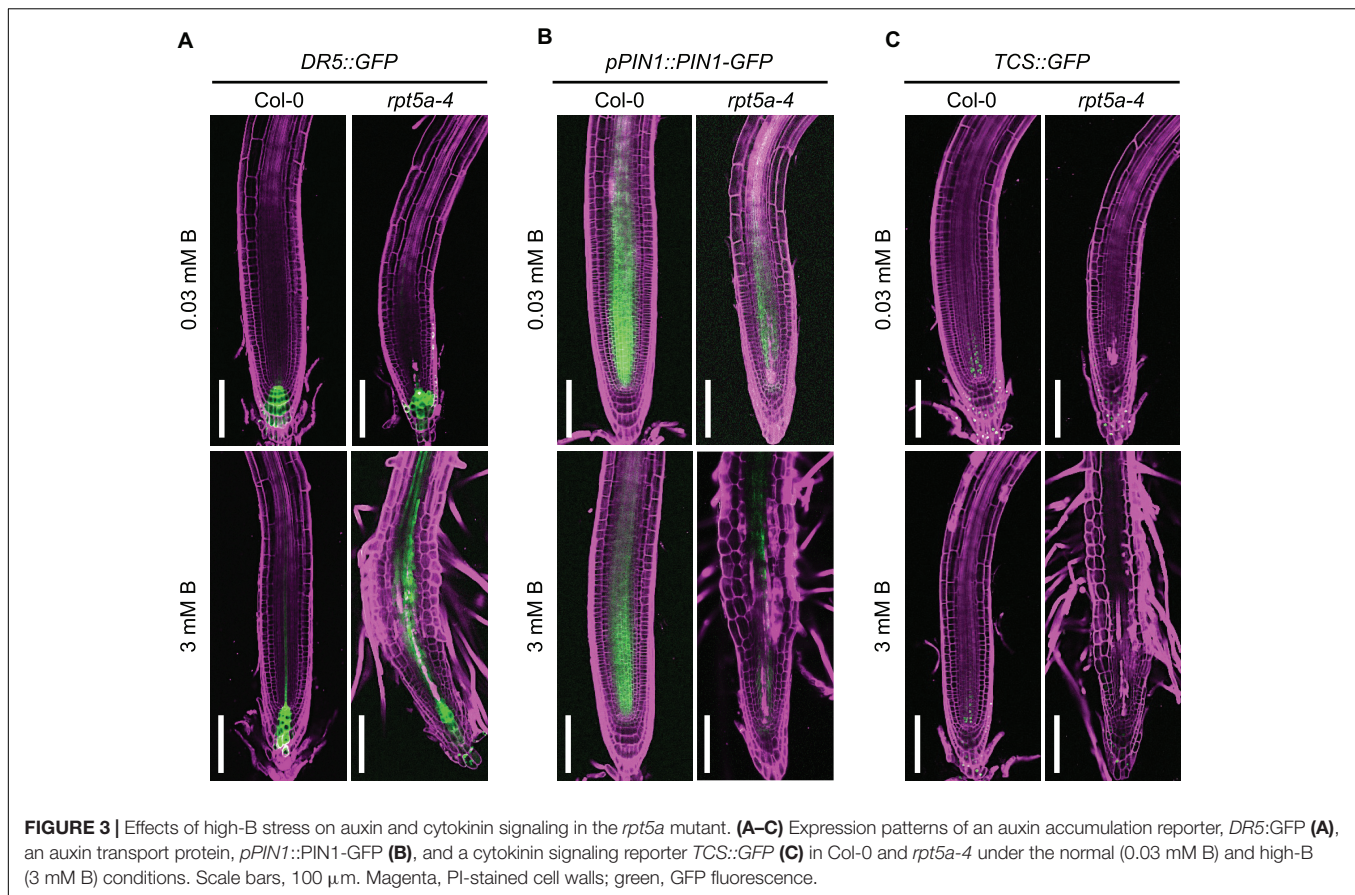 A
DR5::GFP
Col-0 rpt5a-4
B
pPIN1::PIN1-GFP
Col-0 rpt5a-4
C
TCS::GFP
Col-0 rpt5a-4
0.03 mM B
3 mM B
0.03 mM B
3 mM B
0.03 mM B
3 mM B
FIGURE 3 | Effects of high-B stress on auxin and cytokinin signaling in the rpt5a mutant. (A–C) Expression patterns of an auxin accumulation reporter, DR5:GFP (A),
an auxin transport protein, pPIN1::PIN1-GFP (B), and a cytokinin signaling reporter TCS::GFP (C) in Col-0 and rpt5a-4 under the normal (0.03 mM B) and high-B
(3 mM B) conditions. Scale bars, 100 μm. Magenta, PI-stained cell walls; green, GFP fluorescence.